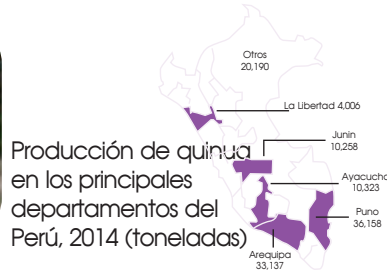 Otros
20,190
La Libertad 4,006
Junín
10,258
Ayacucho
10,323
Puno
36,158
Arequipa
33,137
Producción de quinua
en los principales
departamentos del
Perú, 2014 (toneladas)